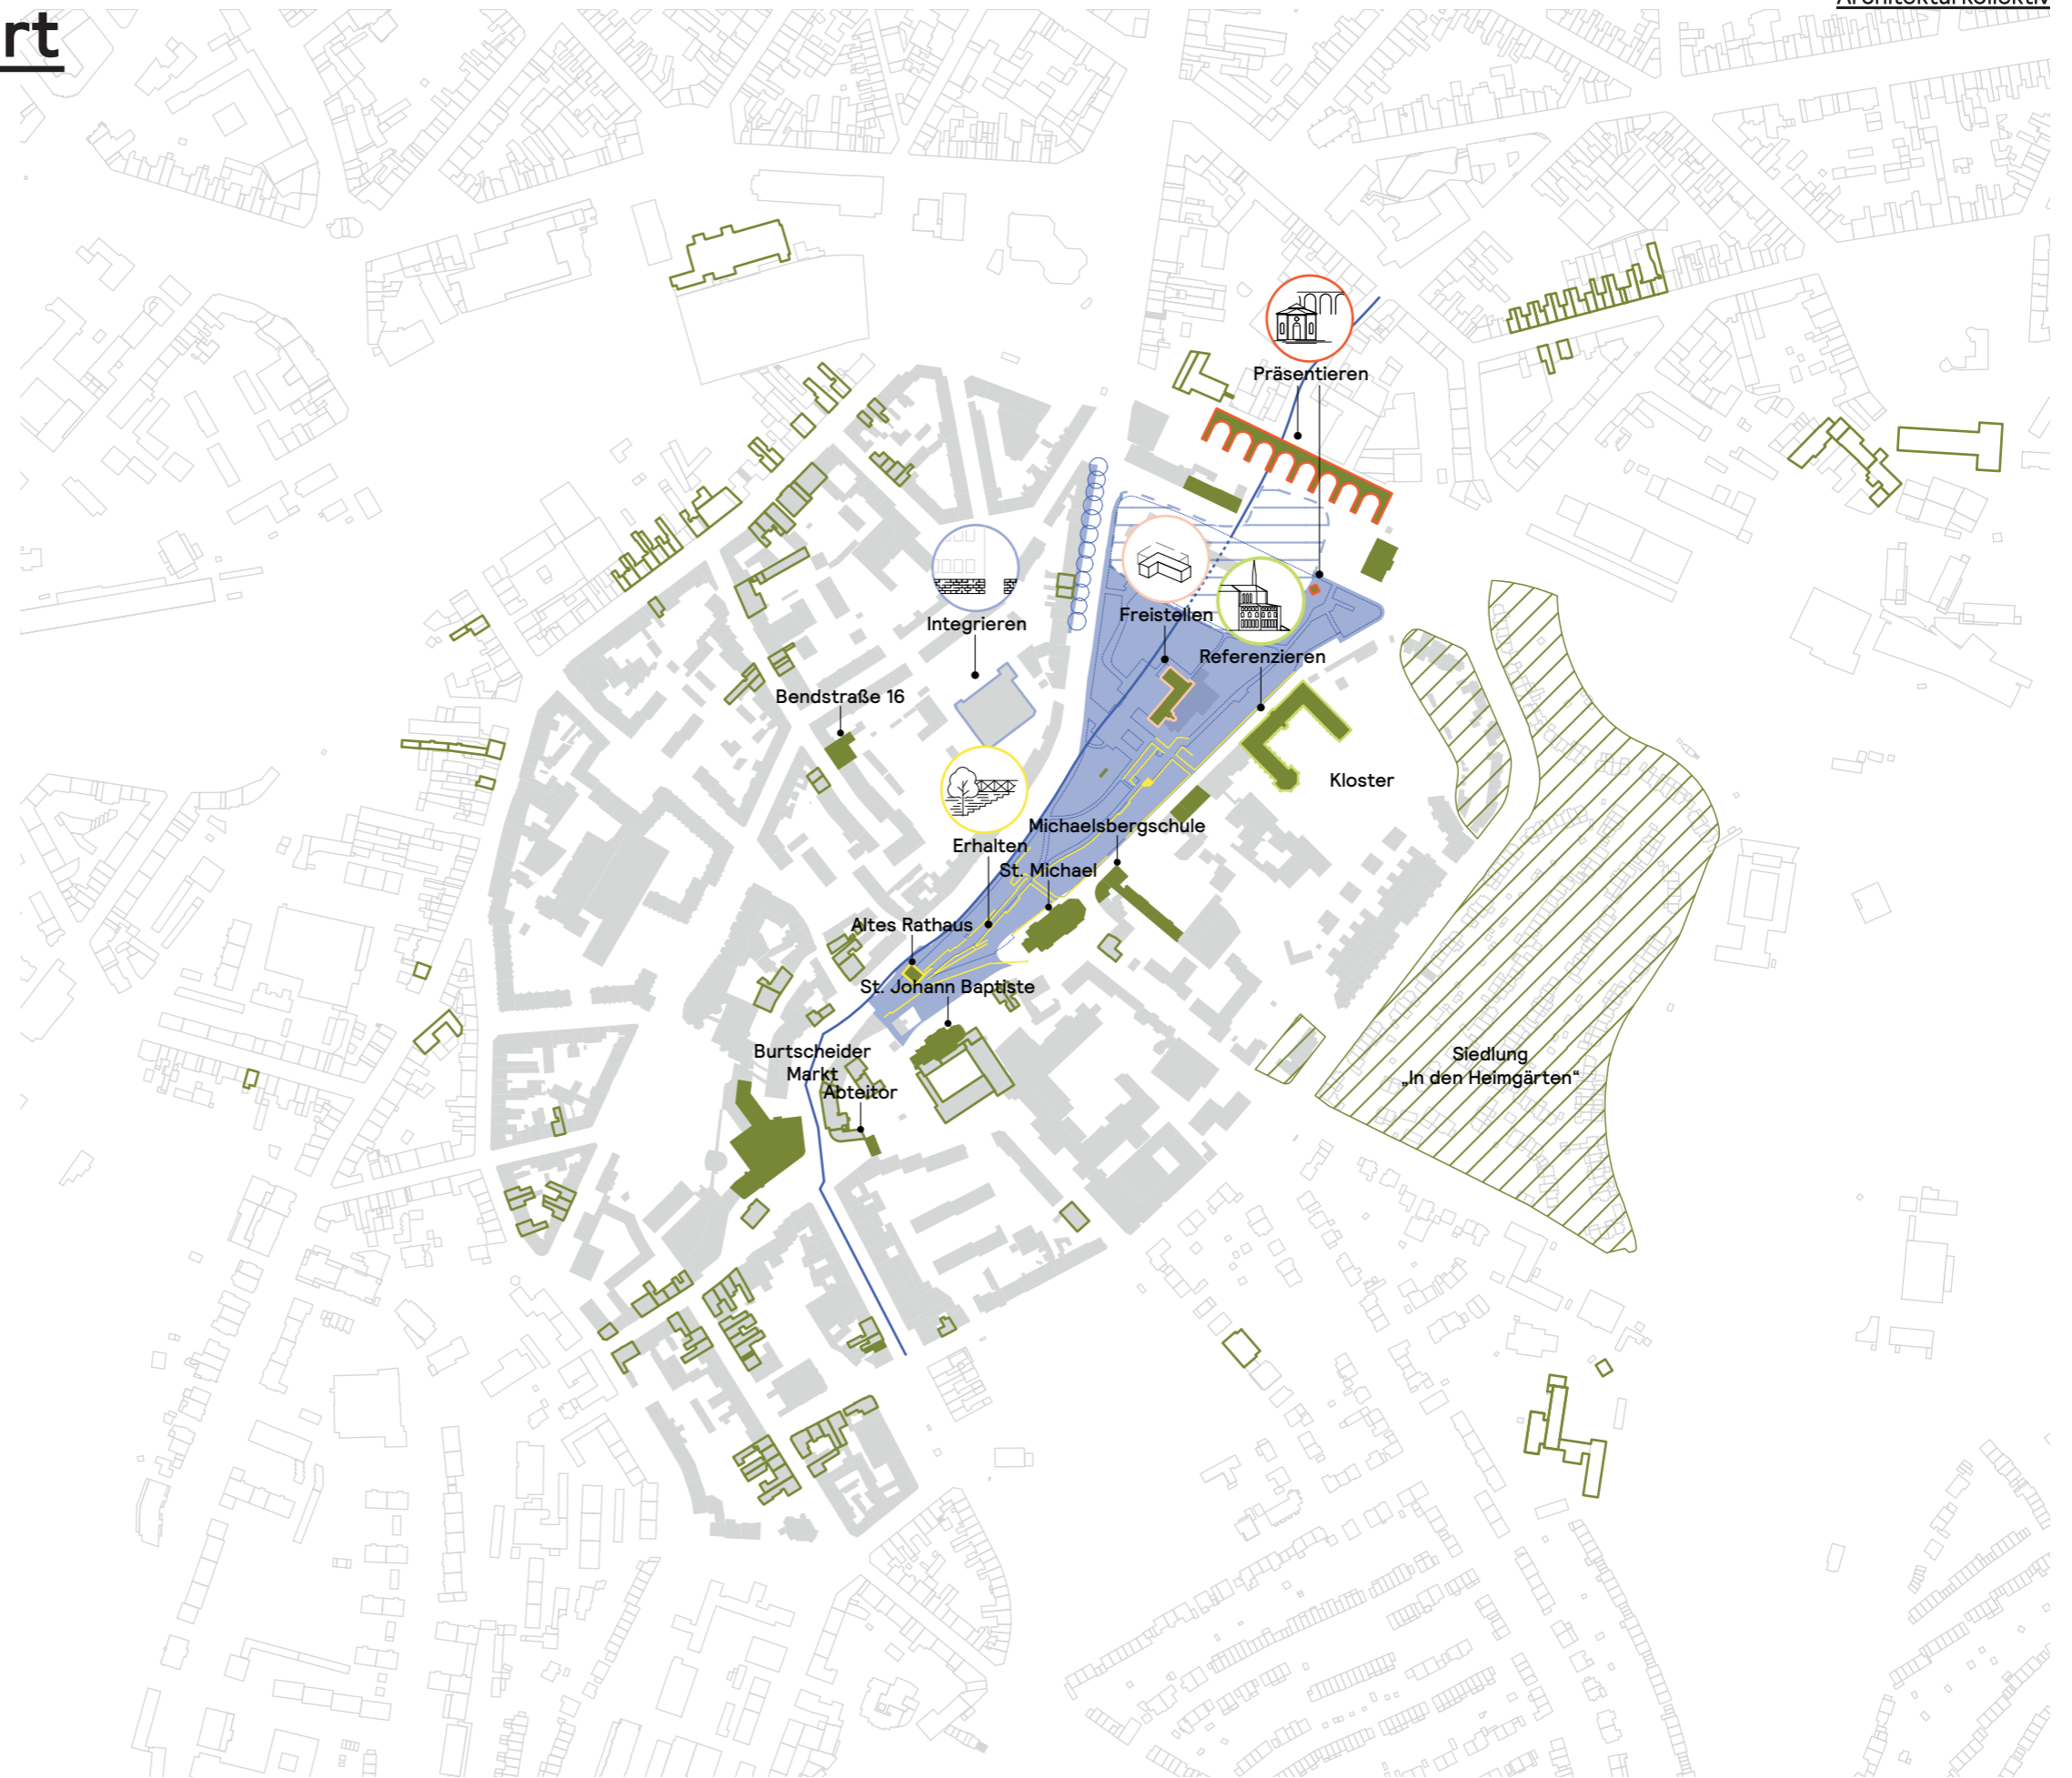 rt
Architekturkollektiv
Präsentieren
Freistellen
Integrieren
Referenzieren
Bendstraße 16
Kloster
Michaelsbergschule
Erhalten
St. Michael
Altes Rathaus
St. Johann Baptiste
Burtscheider
Markt
Abteitor
Siedlung
„In den Heimgärten“